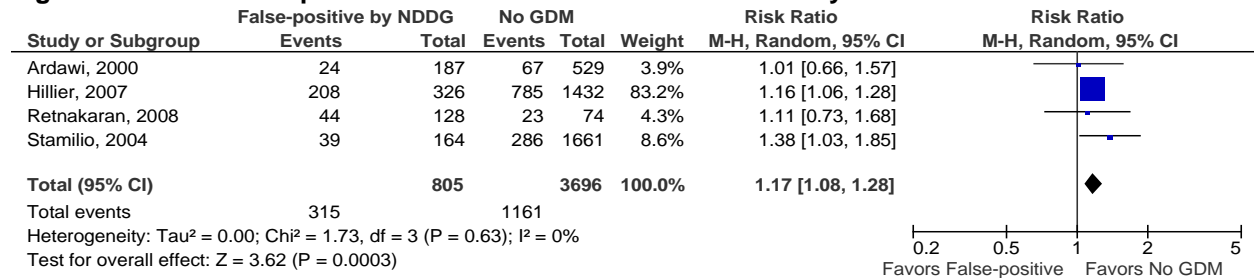 False-positive by NDDG No GDM Risk Ratio Risk Ratio
Study or Subgroup Events Total Events Total Weight M-H, Random, 95% CI M-H, Random, 95% CI
Ardawi, 2000 24 187 67 529 3.9% 1.01 [0.66, 1.57]
Hillier, 2007 208 326 785 1432 83.2% 1.16 [1.06, 1.28]
Retnakaran, 2008 44 128 23 74 4.3% 1.11 [0.73, 1.68]
Stamilio, 2004 39 164 286 1661 8.6% 1.38 [1.03, 1.85]
Total (95% CI) 805 3696 100.0% 1.17 [1.08, 1.28]
Total events 315 1161
Heterogeneity: Tau² = 0.00; Chi² = 1.73, df = 3 (P = 0.63); I² = 0%
Test for overall effect: Z = 3.62 (P = 0.0003)
0.2 0.5 1 2 5
Favors False-positive Favors No GDM